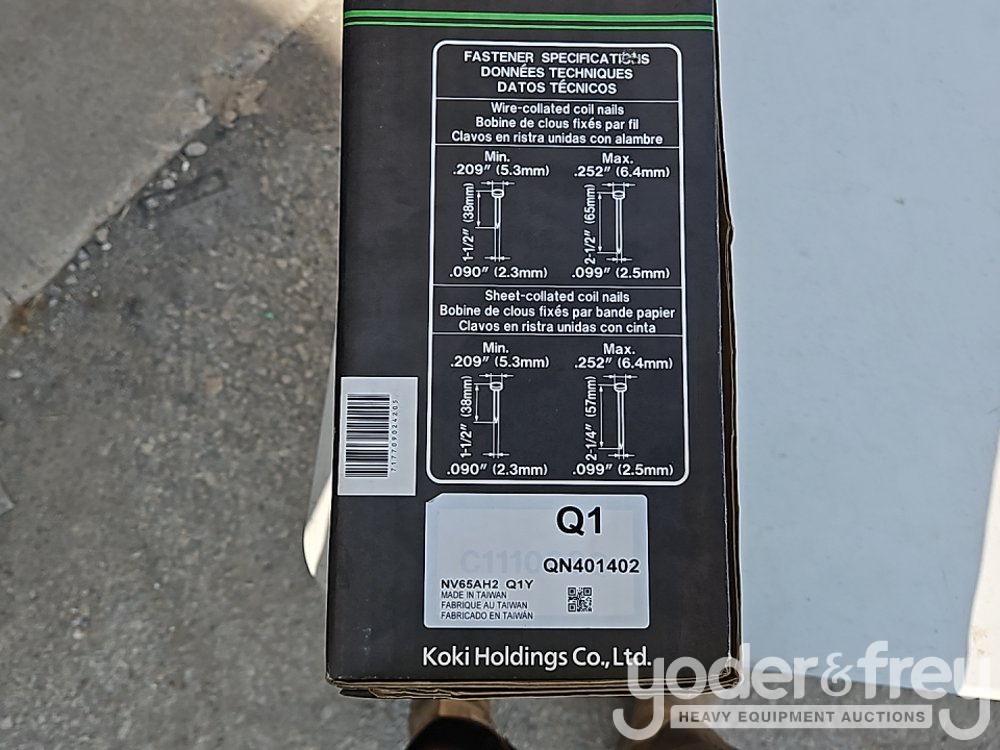 FASTENER SPECIFICATIONS
DONNÉES TECHNIQUES
DATOS TÉCNICOS
Wire-collated coil nails
Bobine de clous fixés par fil
Clavos en ristra unidas con alambre
Min. Max.
.209" (5.3mm) .252" (6.4mm)
1-1/2" (38mm) 2-1/2" (65mm)
.090" (2.3mm) .099" (2.5mm)
Sheet-collated coil nails
Bobine de clous fixés par bande papier
Clavos en ristra unidas con cinta
Min. Max.
.209" (5.3mm) .252" (6.4mm)
1-1/2" (38mm) 2-1/4" (57mm)
.090" (2.3mm) .099" (2.5mm)
717709024205
Q1
QN401402
NV65AH2 Q1Y
MADE IN TAIWAN
FABRIQUE AU TAIWAN
FABRICADO EN TAIWÁN
Koki Holdings Co.,Ltd.
yoder&frey
HEAVY EQUIPMENT AUCTIONS